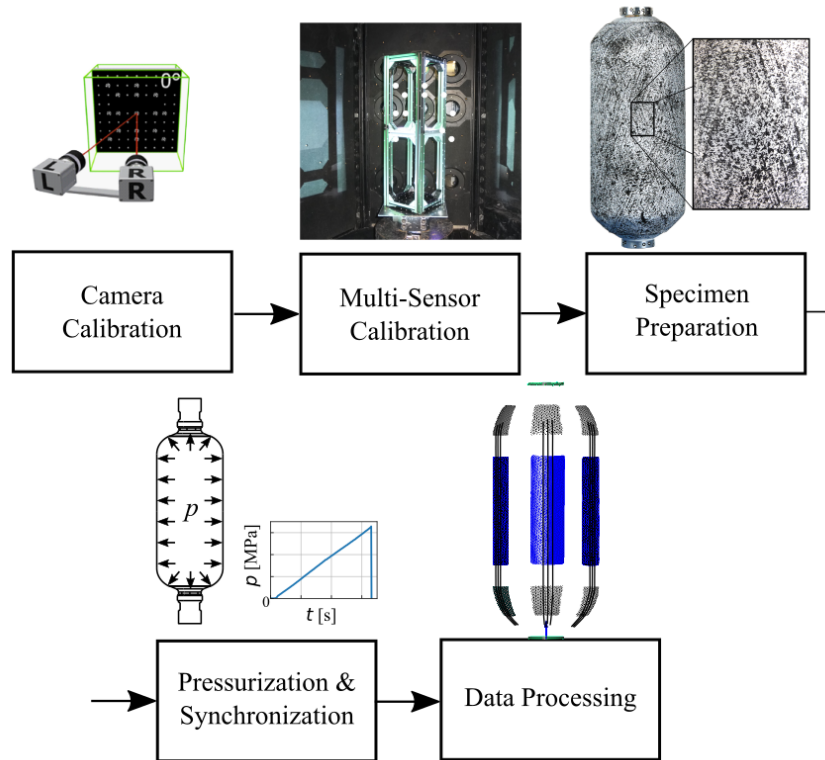 0°
L
L
R
R
Camera
Calibration
Multi-Sensor
Calibration
Specimen
Preparation
p
p [MPa]
0
t [s]
Pressurization &
Synchronization
Data Processing